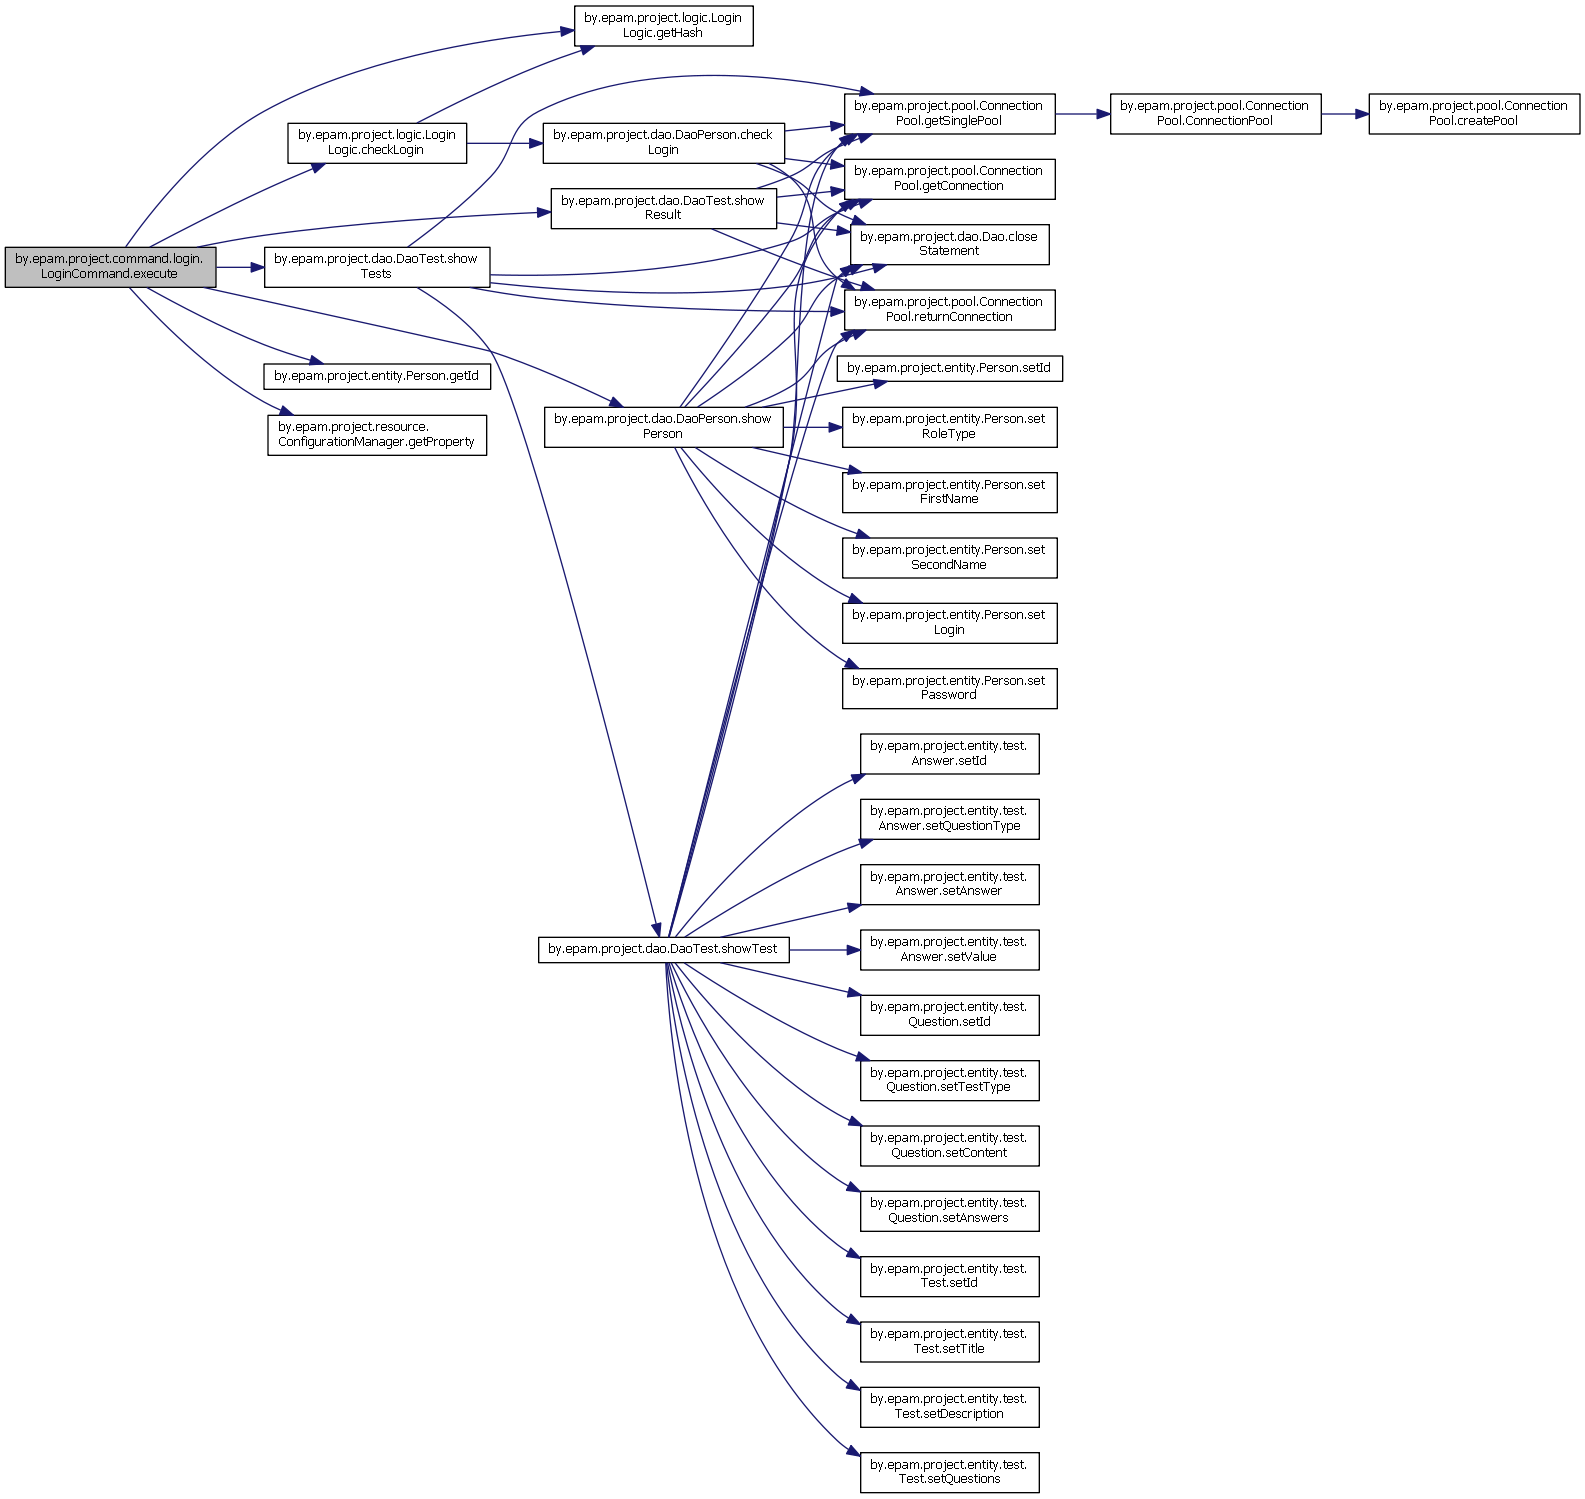 by.epam.project.logic.Login
Logic.getHash
by.epam.project.pool.Connection
Pool.getSinglePool
by.epam.project.pool.Connection
Pool.ConnectionPool
by.epam.project.pool.Connection
Pool.createPool
by.epam.project.logic.Login
Logic.checkLogin
by.epam.project.dao.DaoPerson.check
Login
by.epam.project.pool.Connection
Pool.getConnection
by.epam.project.dao.DaoTest.show
Result
by.epam.project.dao.Dao.close
Statement
by.epam.project.command.login.
LoginCommand.execute
by.epam.project.dao.DaoTest.show
Tests
by.epam.project.pool.Connection
Pool.returnConnection
by.epam.project.entity.Person.getId
by.epam.project.entity.Person.setId
by.epam.project.resource.
ConfigurationManager.getProperty
by.epam.project.dao.DaoPerson.show
Person
by.epam.project.entity.Person.set
RoleType
by.epam.project.entity.Person.set
FirstName
by.epam.project.entity.Person.set
SecondName
by.epam.project.entity.Person.set
Login
by.epam.project.entity.Person.set
Password
by.epam.project.entity.test.
Answer.setId
by.epam.project.entity.test.
Answer.setQuestionType
by.epam.project.entity.test.
Answer.setAnswer
by.epam.project.dao.DaoTest.showTest
by.epam.project.entity.test.
Answer.setValue
by.epam.project.entity.test.
Question.setId
by.epam.project.entity.test.
Question.setTestType
by.epam.project.entity.test.
Question.setContent
by.epam.project.entity.test.
Question.setAnswers
by.epam.project.entity.test.
Test.setId
by.epam.project.entity.test.
Test.setTitle
by.epam.project.entity.test.
Test.setDescription
by.epam.project.entity.test.
Test.setQuestions